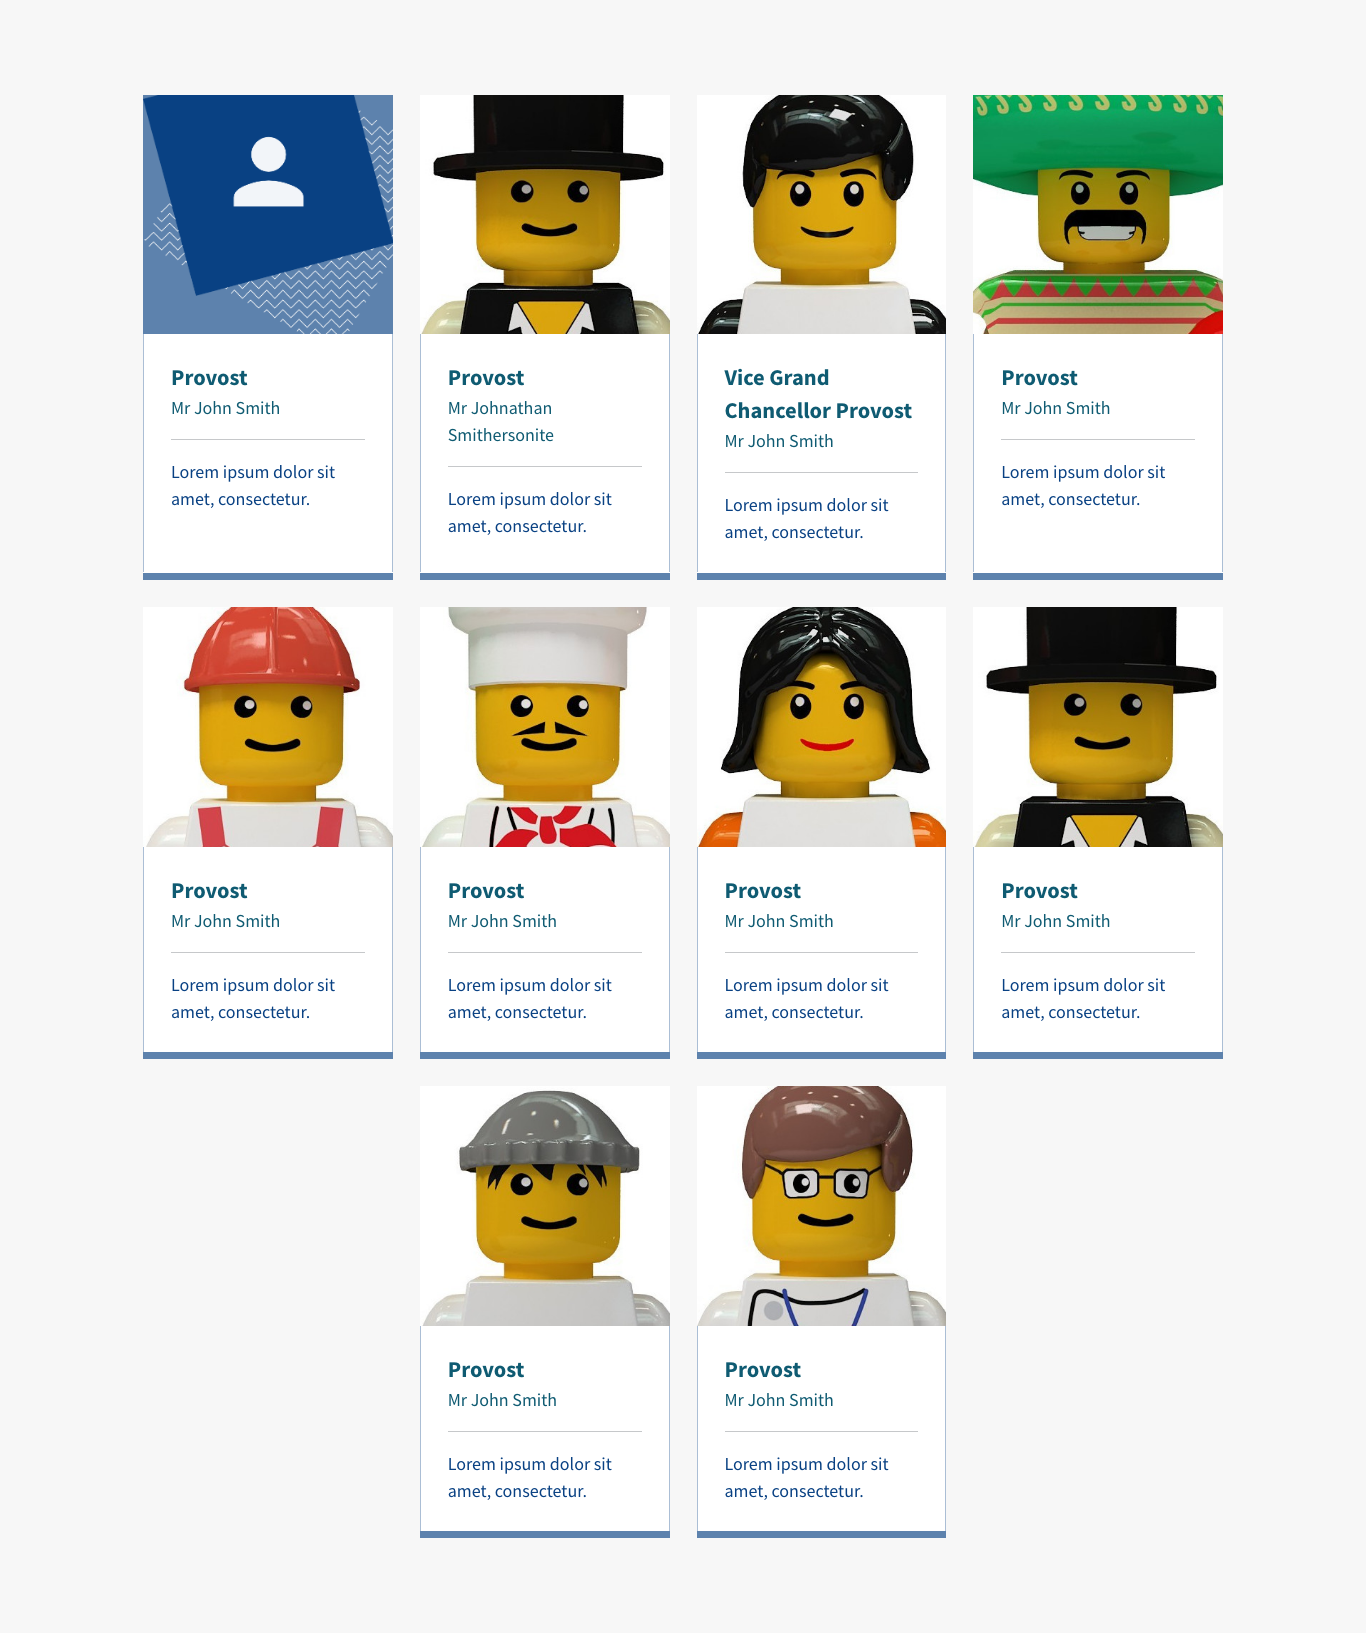 Provost
Mr John Smith
Lorem ipsum dolor sit
amet, consectetur.
Provost
Mr Johnathan
Smithersonite
Lorem ipsum dolor sit
amet, consectetur.
Vice Grand
Chancellor Provost
Mr John Smith
Lorem ipsum dolor sit
amet, consectetur.
Provost
Mr John Smith
Lorem ipsum dolor sit
amet, consectetur.
Provost
Mr John Smith
Lorem ipsum dolor sit
amet, consectetur.
Provost
Mr John Smith
Lorem ipsum dolor sit
amet, consectetur.
Provost
Mr John Smith
Lorem ipsum dolor sit
amet, consectetur.
Provost
Mr John Smith
Lorem ipsum dolor sit
amet, consectetur.
Provost
Mr John Smith
Lorem ipsum dolor sit
amet, consectetur.
Provost
Mr John Smith
Lorem ipsum dolor sit
amet, consectetur.